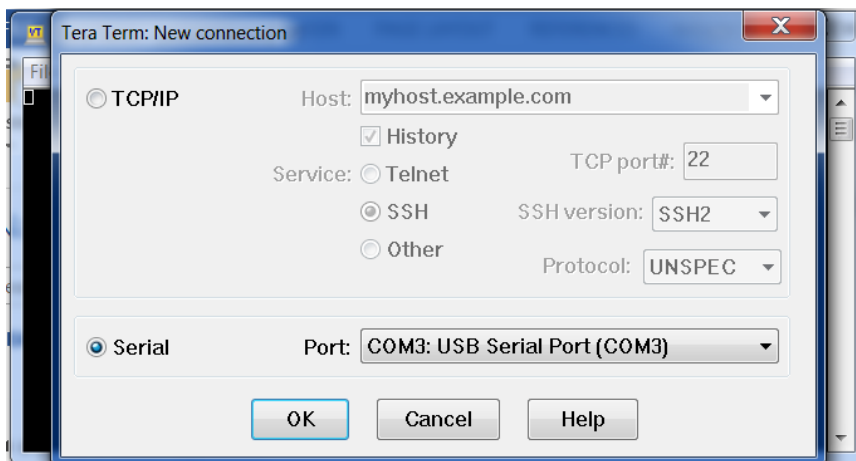 VT
Tera Term: New connection
Fil
TCP/IP
Host: myhost.example.com
History
Service: Telnet
TCP port#: 22
SSH
SSH version: SSH2
Other
Protocol: UNSPEC
Serial
Port: COM3: USB Serial Port (COM3)
OK Cancel Help